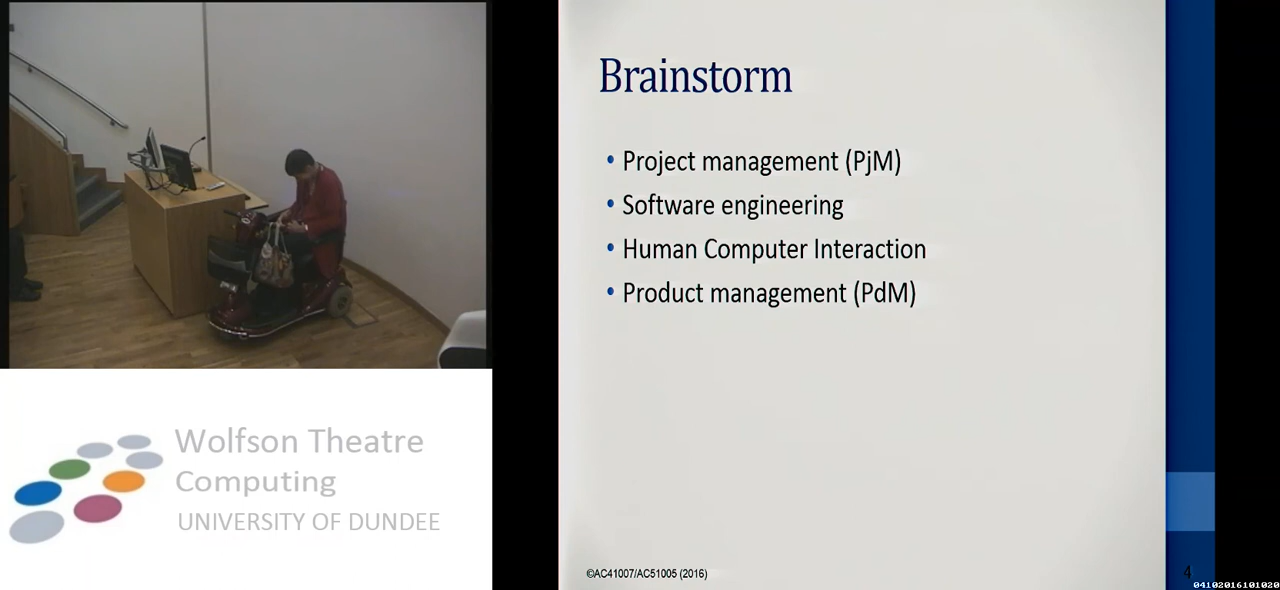 Brainstorm
• Project management (PjM)
• Software engineering
• Human Computer Interaction
• Product management (PdM)
Wolfson Theatre
Computing
UNIVERSITY OF DUNDEE
©AC41007/AC51005 (2016)
4
04102016101020